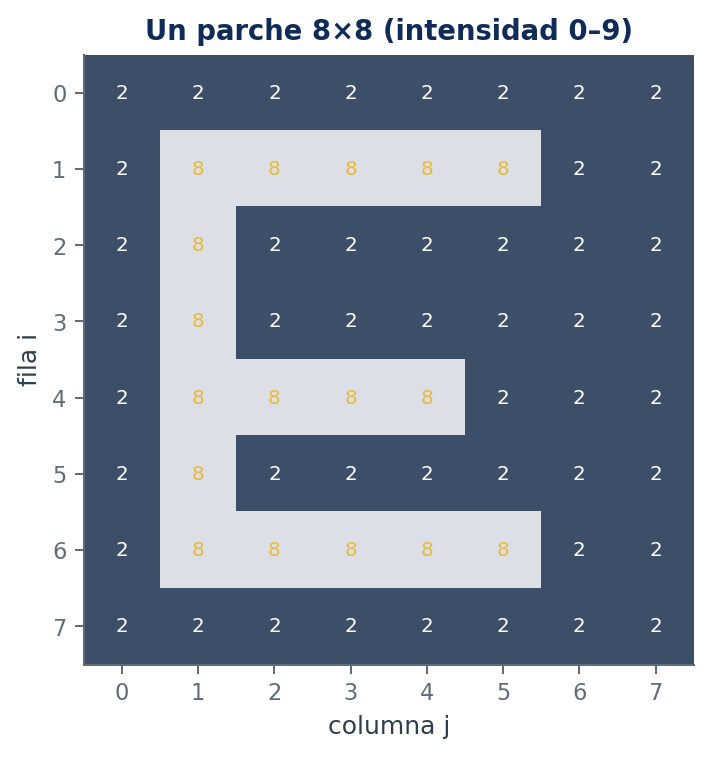 Un parche 8×8 (intensidad 0–9)
0 2 2 2 2 2 2 2 2
1 2 8 8 8 8 8 2 2
2 2 8 2 2 2 2 2 2
3 2 8 2 2 2 2 2 2
4 2 8 8 8 8 2 2 2
5 2 8 2 2 2 2 2 2
6 2 8 8 8 8 8 2 2
7 2 2 2 2 2 2 2 2
0 1 2 3 4 5 6 7
fila i
columna j